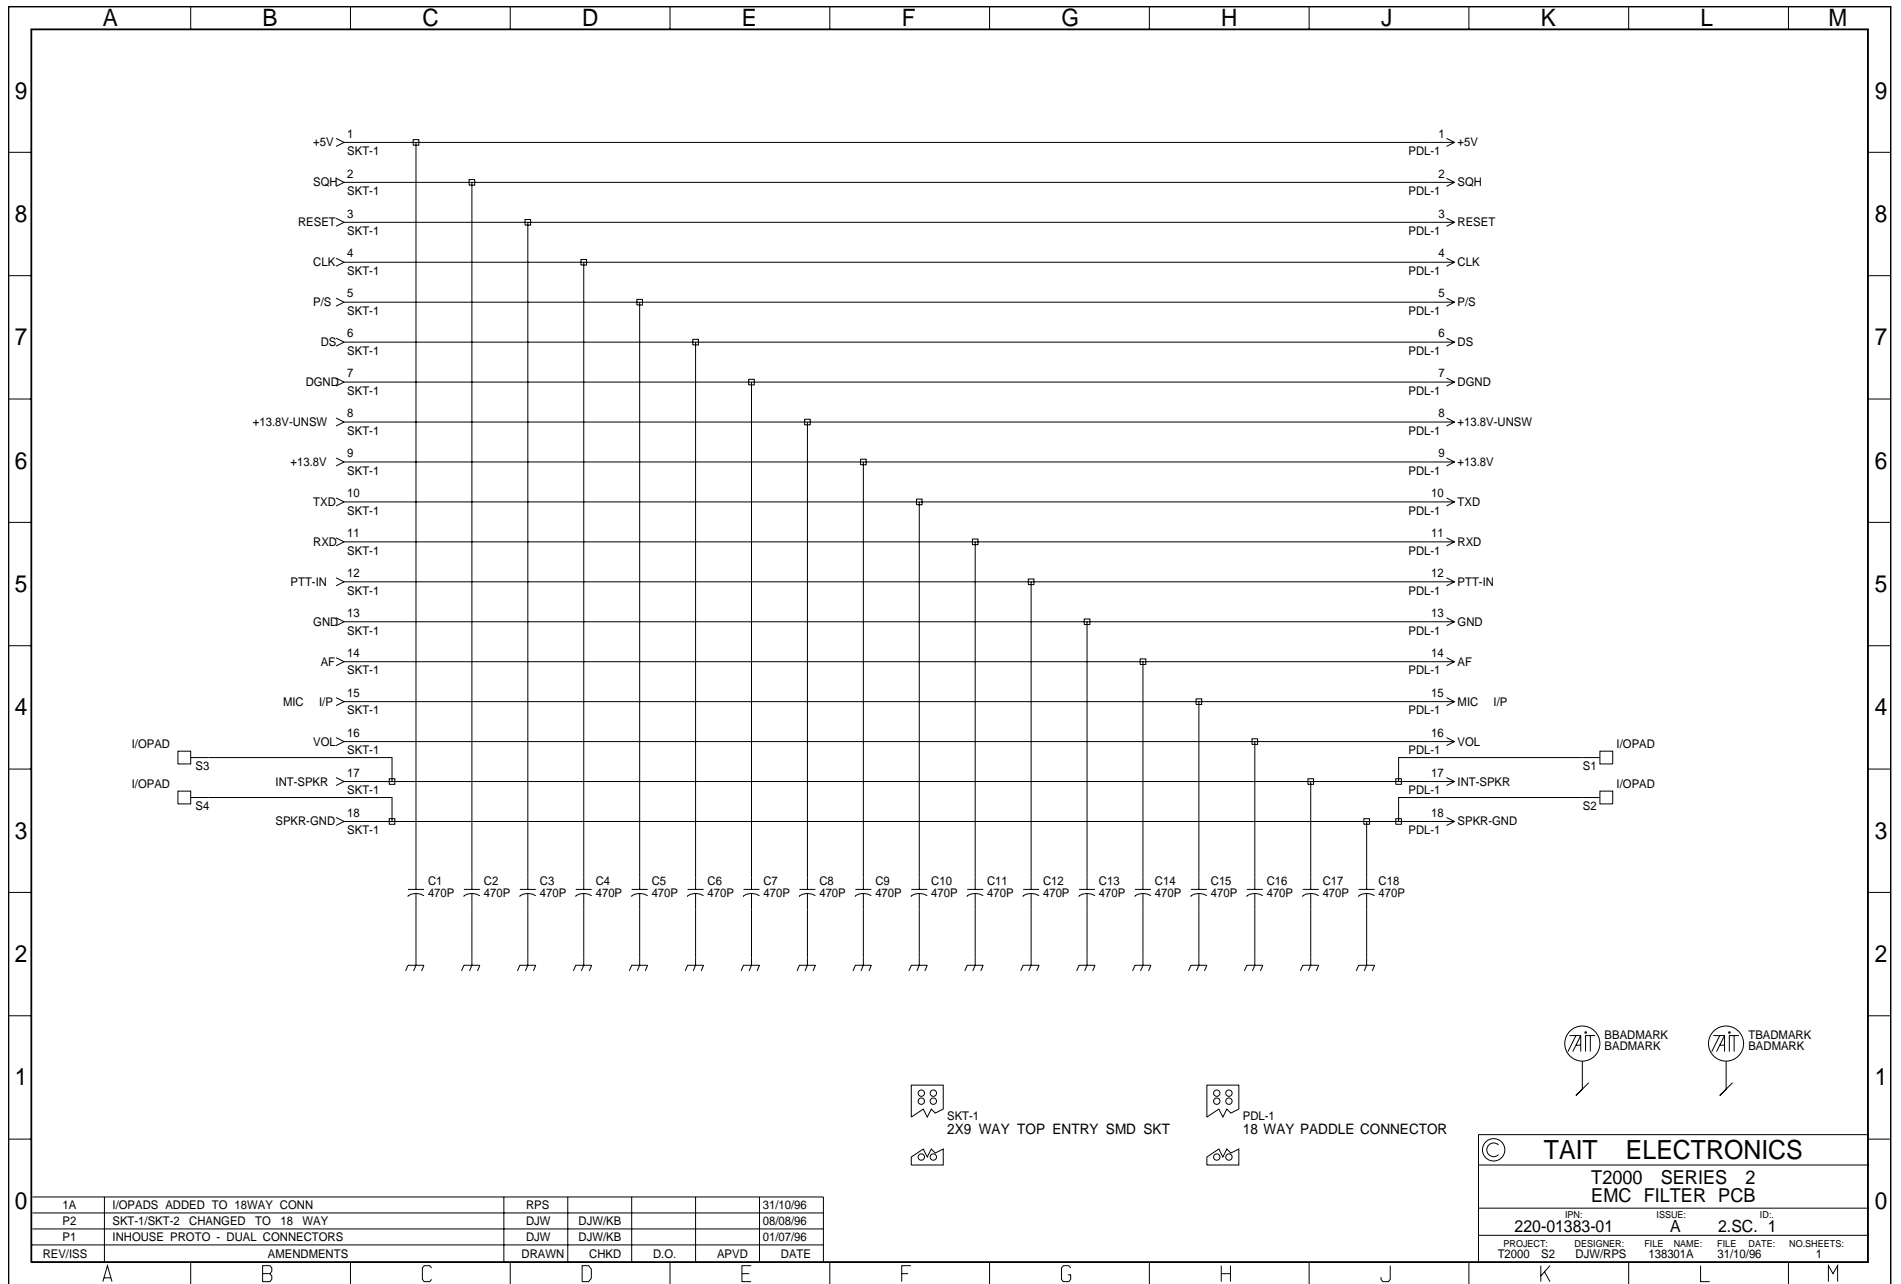 A B C D E F G H J K L M
9 9
+5V 1 SKT-1 1 PDL-1 +5V
SQH 2 SKT-1 2 PDL-1 SQH
8 8
RESET 3 SKT-1 3 PDL-1 RESET
CLK 4 SKT-1 4 PDL-1 CLK
P/S 5 SKT-1 5 PDL-1 P/S
7 7
DS 6 SKT-1 6 PDL-1 DS
DGND 7 SKT-1 7 PDL-1 DGND
+13.8V-UNSW 8 SKT-1 8 PDL-1 +13.8V-UNSW
6 6
+13.8V 9 SKT-1 9 PDL-1 +13.8V
TXD 10 SKT-1 10 PDL-1 TXD
RXD 11 SKT-1 11 PDL-1 RXD
5 5
PTT-IN 12 SKT-1 12 PDL-1 PTT-IN
GND 13 SKT-1 13 PDL-1 GND
AF 14 SKT-1 14 PDL-1 AF
4 4
MIC I/P 15 SKT-1 15 PDL-1 MIC I/P
VOL 16 SKT-1 16 PDL-1 VOL
I/OPAD S3 S1 I/OPAD
INT-SPKR 17 SKT-1 17 PDL-1 INT-SPKR
I/OPAD S4 S2 I/OPAD
3 3
SPKR-GND 18 SKT-1 18 PDL-1 SPKR-GND
C1 C2 C3 C4 C5 C6 C7 C8 C9 C10 C11 C12 C13 C14 C15 C16 C17 C18
470P 470P 470P 470P 470P 470P 470P 470P 470P 470P 470P 470P 470P 470P 470P 470P 470P 470P
2 2
TAIT BBADMARK
BADMARK
TAIT TBADMARK
BADMARK
1 1
SKT-1
2X9 WAY TOP ENTRY SMD SKT
PDL-1
18 WAY PADDLE CONNECTOR
© TAIT ELECTRONICS
T2000 SERIES 2
EMC FILTER PCB
IPN: ISSUE: ID:.
220-01383-01 A 2.SC. 1
PROJECT: DESIGNER: FILE NAME: FILE DATE: NO.SHEETS:
T2000 S2 DJW/RPS 138301A 31/10/96 1
0 0
1A I/OPADS ADDED TO 18WAY CONN RPS 31/10/96
P2 SKT-1/SKT-2 CHANGED TO 18 WAY DJW DJW/KB 08/08/96
P1 INHOUSE PROTO - DUAL CONNECTORS DJW DJW/KB 01/07/96
REV/ISS AMENDMENTS DRAWN CHKD D.O. APVD DATE
A B C D E F G H J K L M